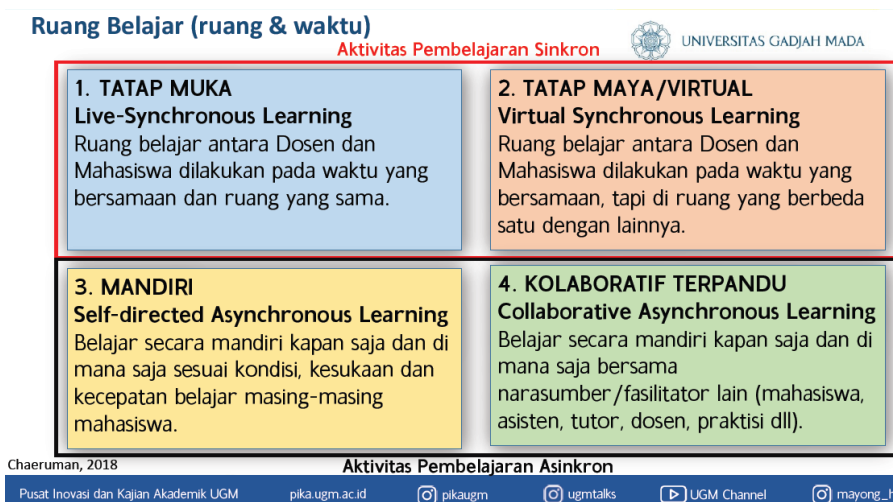 Ruang Belajar (ruang & waktu)
Aktivitas Pembelajaran Sinkron
UNIVERSITAS GADJAH MADA
1. TATAP MUKA
Live-Synchronous Learning
Ruang belajar antara Dosen dan
Mahasiswa dilakukan pada waktu yang
bersamaan dan ruang yang sama.
2. TATAP MAYA/VIRTUAL
Virtual Synchronous Learning
Ruang belajar antara Dosen dan
Mahasiswa dilakukan pada waktu yang
bersamaan, tapi di ruang yang berbeda
satu dengan lainnya.
3. MANDIRI
Self-directed Asynchronous Learning
Belajar secara mandiri kapan saja dan di
mana saja sesuai kondisi, kesukaan dan
kecepatan belajar masing-masing
mahasiswa.
4. KOLABORATIF TERPANDU
Collaborative Asynchronous Learning
Belajar secara mandiri kapan saja dan di
mana saja bersama
narasumber/fasilitator lain (mahasiswa,
asisten, tutor, dosen, praktisi dll).
Chaeruman, 2018
Aktivitas Pembelajaran Asinkron
Pusat Inovasi dan Kajian Akademik UGM
pika.ugm.ac.id
pikaugm
ugmtalks
UGM Channel